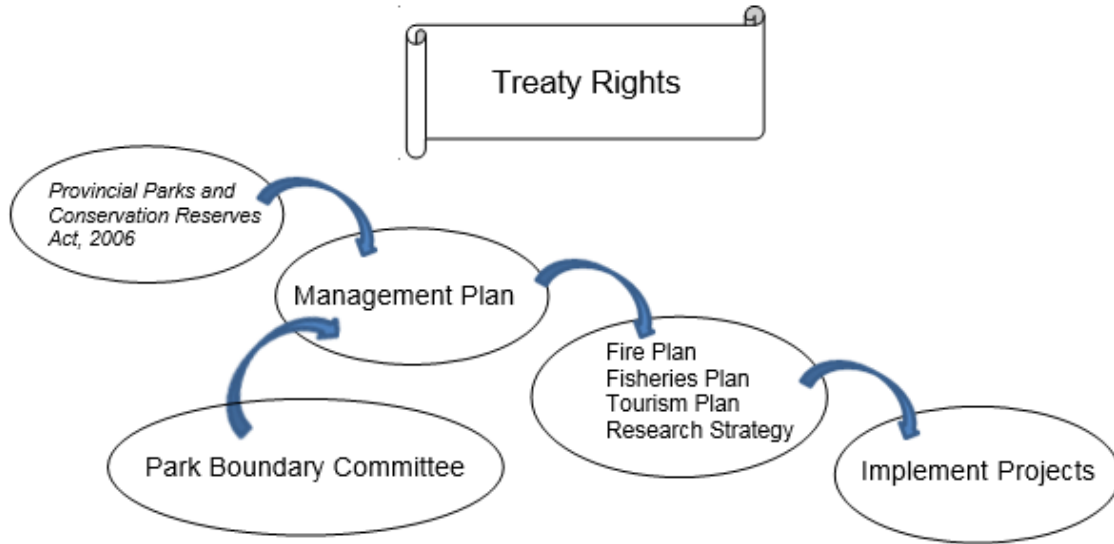 Treaty Rights
Provincial Parks and
Conservation Reserves
Act, 2006
Management Plan
Fire Plan
Fisheries Plan
Tourism Plan
Research Strategy
Park Boundary Committee
Implement Projects